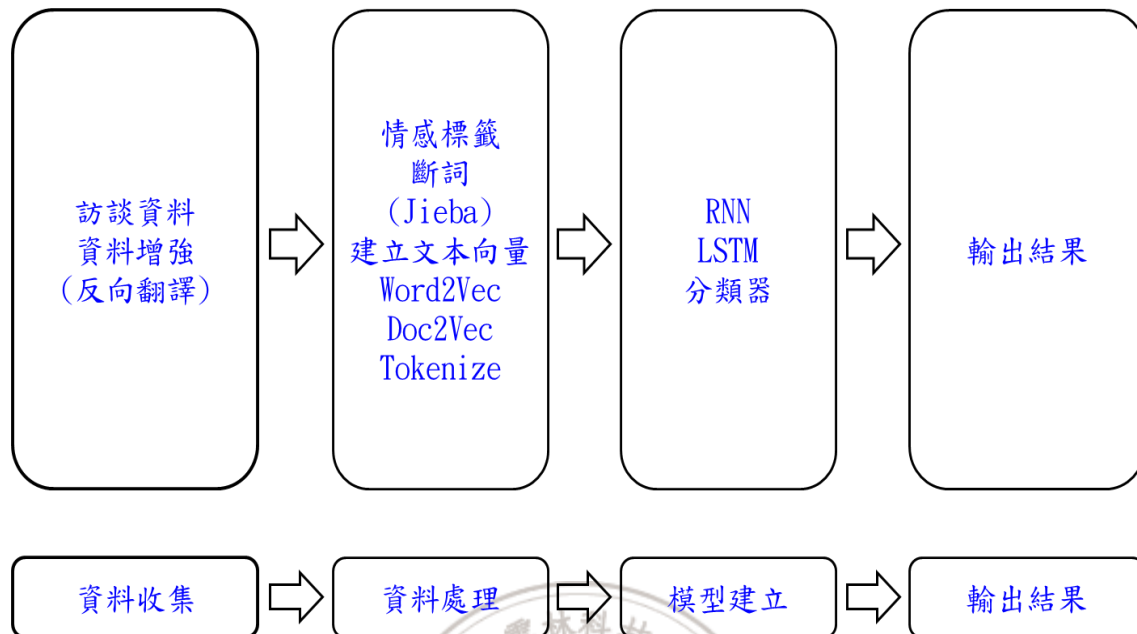 訪談資料
資料增強
(反向翻譯)
情感標籤
斷詞
(Jieba)
建立文本向量
Word2Vec
Doc2Vec
Tokenize
RNN
LSTM
分類器
輸出結果
資料收集
資料處理
模型建立
輸出結果
林科